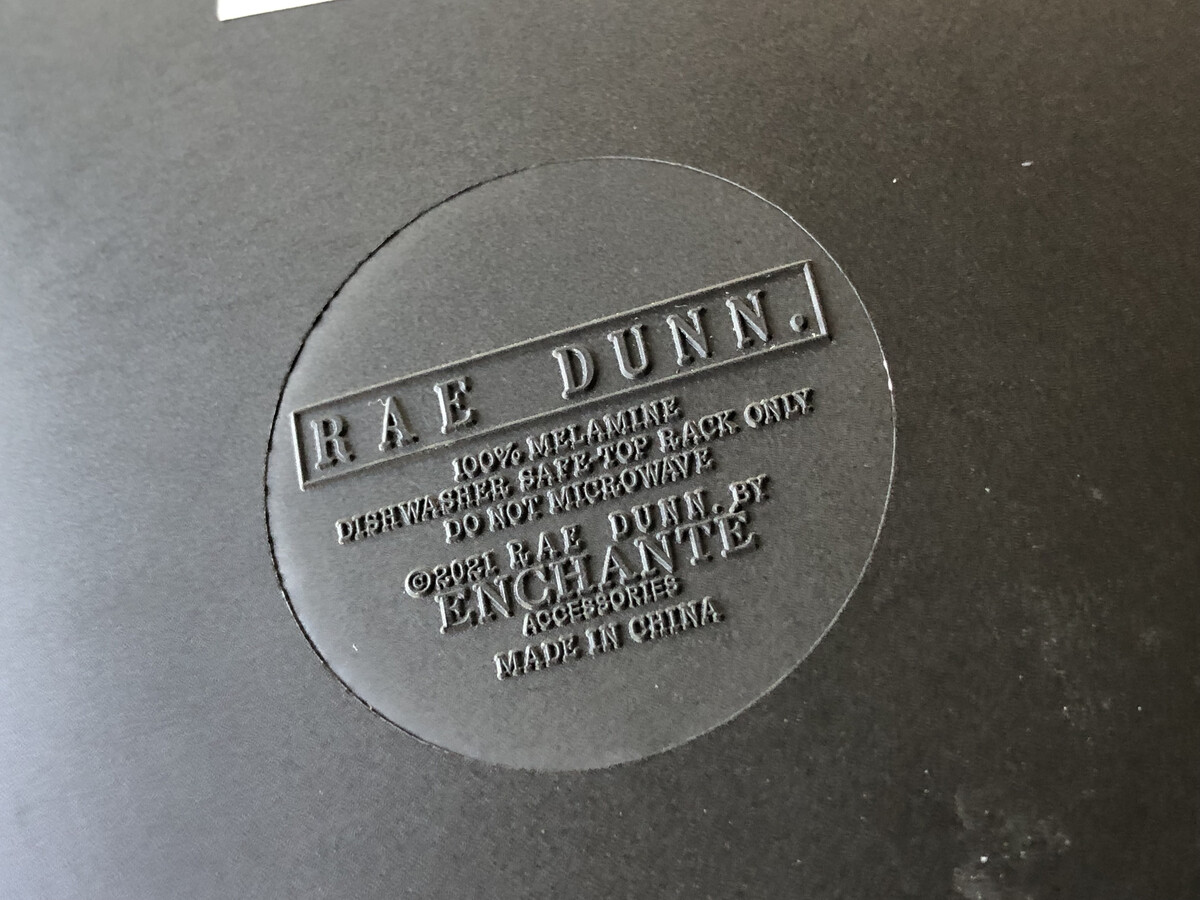 RAE DUNN.
100% MELAMINE
DISHWASHER SAFE-TOP RACK ONLY
DO NOT MICROWAVE
©2021 RAE DUNN. BY
ENCHANTÉ
ACCESSORIES
MADE IN CHINA